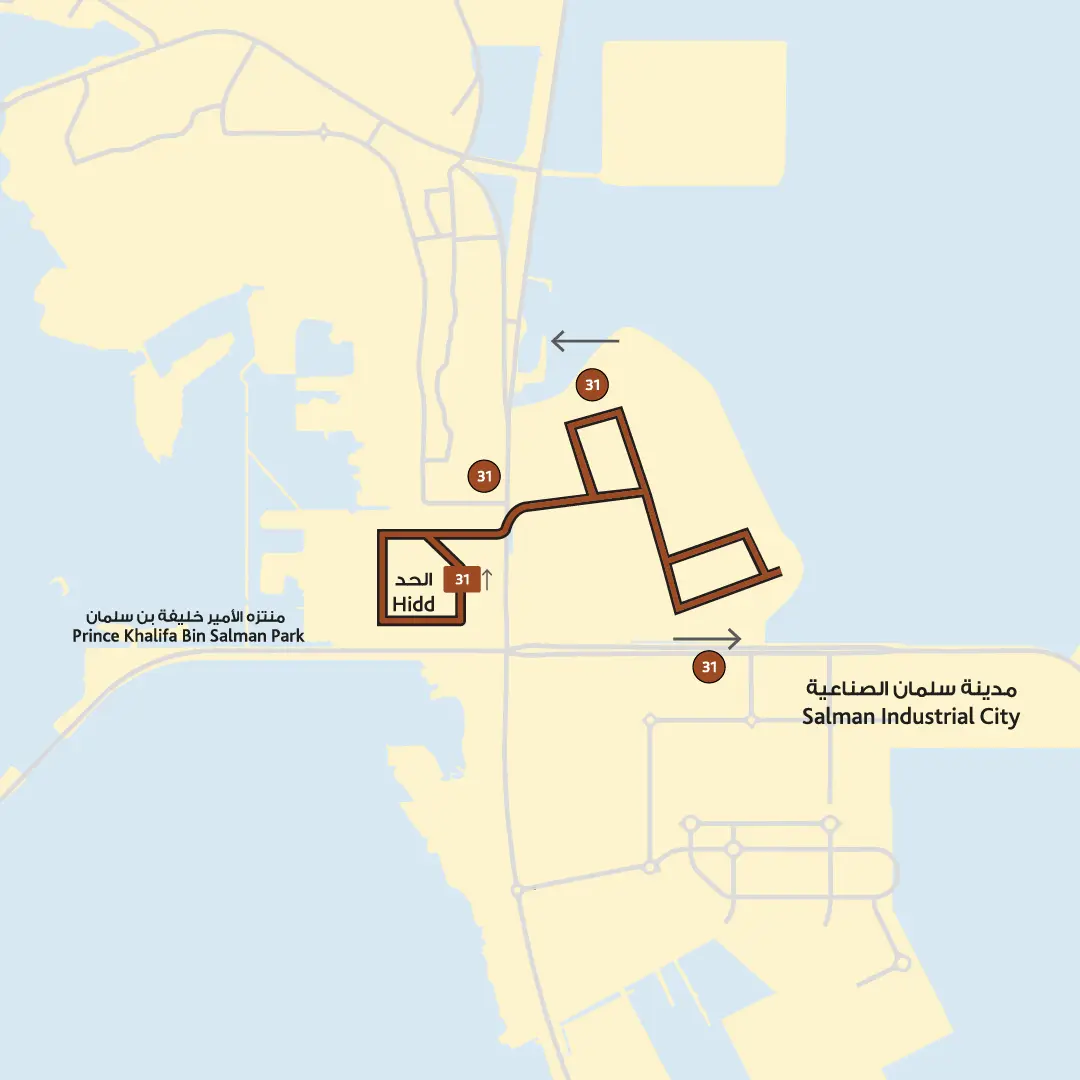 31
31
الحد
31
Hidd
منتزه الأمير خليفة بن سلمان
Prince Khalifa Bin Salman Park
31
مدينة سلمان الصناعية
Salman Industrial City